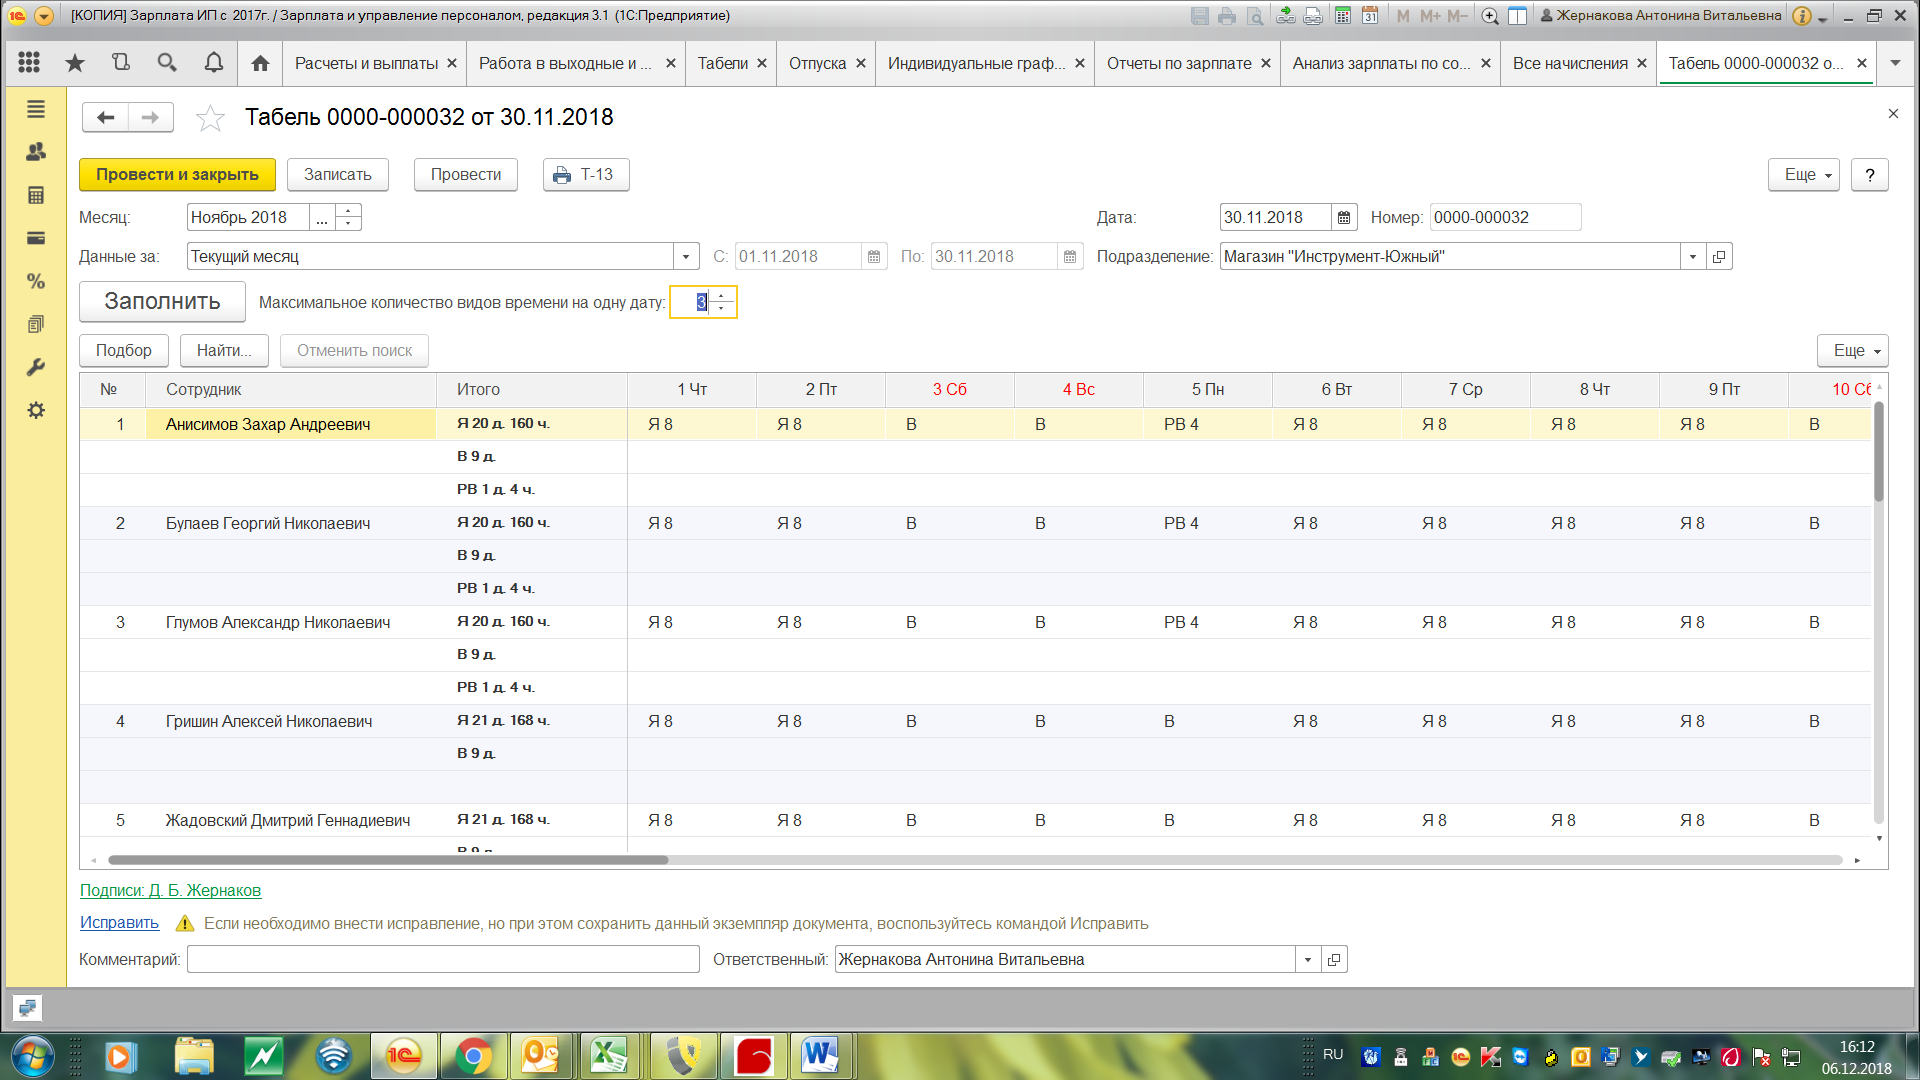 [КОПИЯ] Зарплата ИП с 2017г. / Зарплата и управление персоналом, редакция 3.1 (1С:Предприятие)
M M+ M- Жернакова Антонина Витальевна
Расчеты и выплаты Работа в выходные и ... Табели Отпуска Индивидуальные граф... Отчеты по зарплате Анализ зарплаты по со... Все начисления Табель 0000-000032 о...
Табель 0000-000032 от 30.11.2018
Провести и закрыть Записать Провести Т-13 Еще ?
Месяц: Ноябрь 2018 ... Дата: 30.11.2018 Номер: 0000-000032
Данные за: Текущий месяц С: 01.11.2018 По: 30.11.2018 Подразделение: Магазин "Инструмент-Южный"
Заполнить Максимальное количество видов времени на одну дату: 3
Подбор Найти... Отменить поиск Еще
№ Сотрудник Итого 1 Чт 2 Пт 3 Сб 4 Вс 5 Пн 6 Вт 7 Ср 8 Чт 9 Пт 10 Сб
1 Анисимов Захар Андреевич Я 20 д. 160 ч. Я 8 Я 8 В В РВ 4 Я 8 Я 8 Я 8 Я 8 В
В 9 д.
РВ 1 д. 4 ч.
2 Булаев Георгий Николаевич Я 20 д. 160 ч. Я 8 Я 8 В В РВ 4 Я 8 Я 8 Я 8 Я 8 В
В 9 д.
РВ 1 д. 4 ч.
3 Глумов Александр Николаевич Я 20 д. 160 ч. Я 8 Я 8 В В РВ 4 Я 8 Я 8 Я 8 Я 8 В
В 9 д.
РВ 1 д. 4 ч.
4 Гришин Алексей Николаевич Я 21 д. 168 ч. Я 8 Я 8 В В В Я 8 Я 8 Я 8 Я 8 В
В 9 д.
5 Жадовский Дмитрий Геннадиевич Я 21 д. 168 ч. Я 8 Я 8 В В В Я 8 Я 8 Я 8 Я 8 В
В 9 д.
Подписи: Д. Б. Жернаков
Исправить Если необходимо внести исправление, но при этом сохранить данный экземпляр документа, воспользуйтесь командой Исправить
Комментарий: Ответственный: Жернакова Антонина Витальевна
RU 16:12
06.12.2018